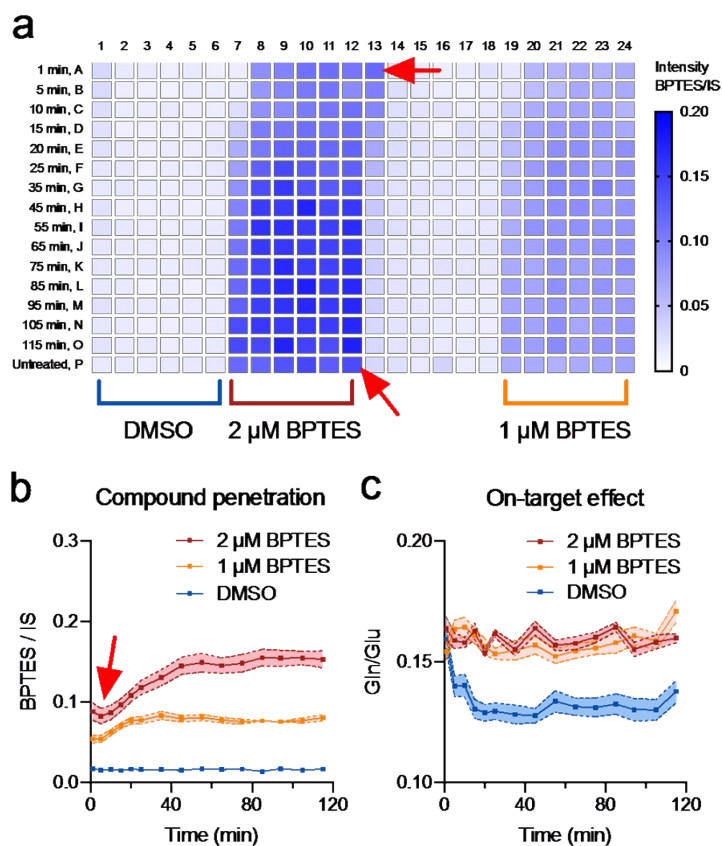 a
1 2 3 4 5 6 7 8 9 10 11 12 13 14 15 16 17 18 19 20 21 22 23 24
1 min, A
5 min, B
10 min, C
15 min, D
20 min, E
25 min, F
35 min, G
45 min, H
55 min, I
65 min, J
75 min, K
85 min, L
95 min, M
105 min, N
115 min, O
Untreated, P
Intensity
BPTES/IS
0.20
0.15
0.10
0.05
0
DMSO 2 µM BPTES 1 µM BPTES
b Compound penetration
2 µM BPTES
1 µM BPTES
DMSO
BPTES / IS
0.3
0.2
0.1
0.0
0 40 80 120
Time (min)
c On-target effect
2 µM BPTES
1 µM BPTES
DMSO
Gln/Glu
0.20
0.15
0.10
0 40 80 120
Time (min)